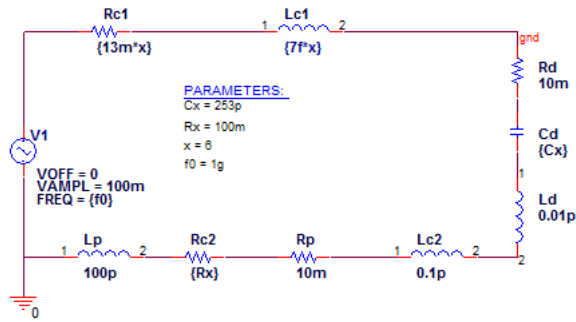 Rc1
{13m*x}
1 Lc1 2
{7f*x}
gnd
Rd
10m
PARAMETERS:
Cx = 253p
Rx = 100m
x = 6
f0 = 1g
Cd
{Cx}
V1
VOFF = 0
VAMPL = 100m
FREQ = {f0}
1
Ld
0.01p
2
1 Lp 2
100p
Rc2
{Rx}
Rp
10m
1 Lc2 2
0.1p
0